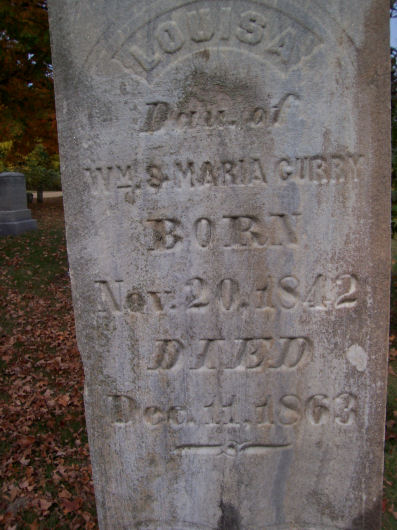 LOUISA
Dau. of
WM. & MARIA CURRY
BORN
Nov. 20, 1842
DIED
Dec. 11, 1863